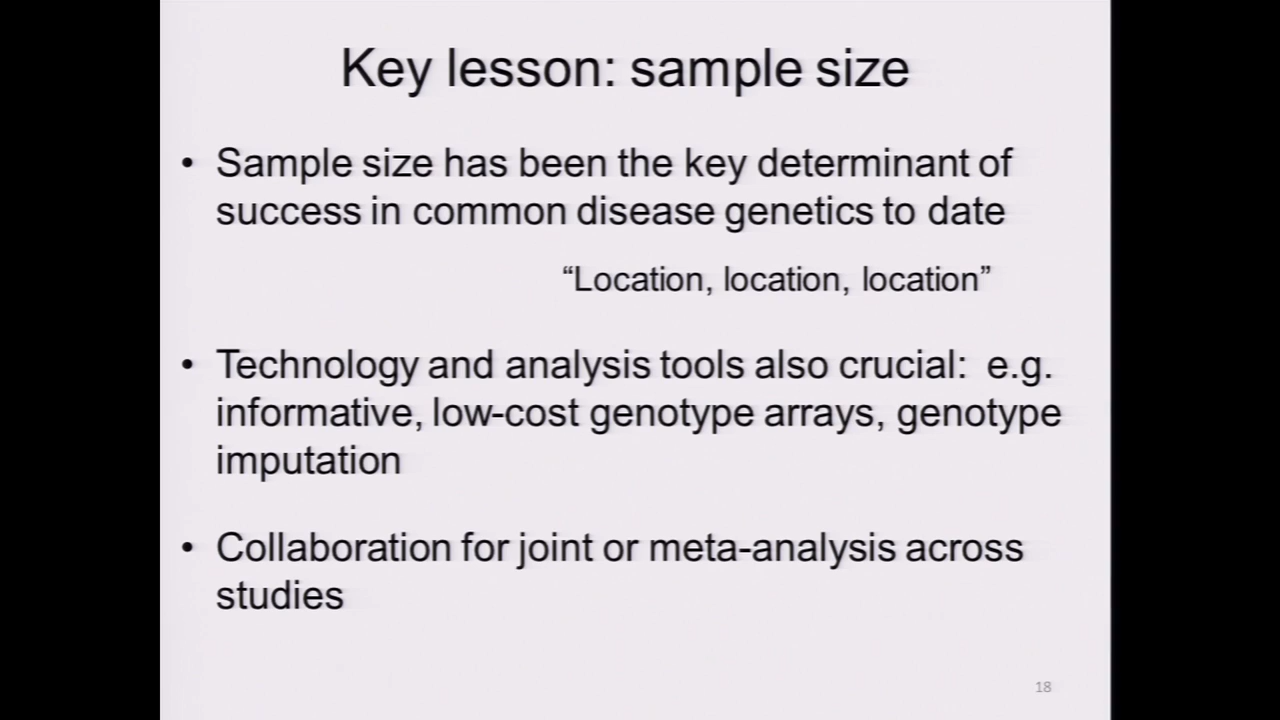 Key lesson: sample size
• Sample size has been the key determinant of
success in common disease genetics to date
“Location, location, location”
• Technology and analysis tools also crucial: e.g.
informative, low-cost genotype arrays, genotype
imputation
• Collaboration for joint or meta-analysis across
studies
18